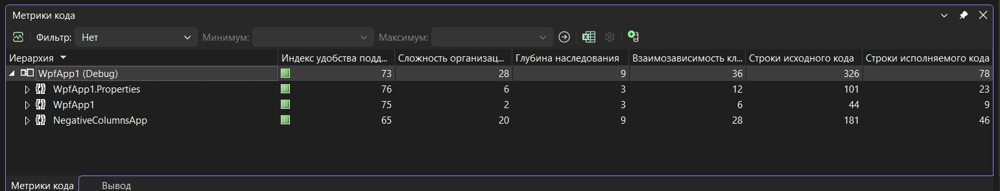 Метрики кода
Фильтр: Нет Минимум: Максимум:
Иерархия Индекс удобства подд... Сложность организац... Глубина наследования Взаимозависимость кл... Строки исходного кода Строки исполняемого кода
WpfApp1 (Debug) 73 28 9 36 326 78
WpfApp1.Properties 76 6 3 12 101 23
WpfApp1 75 2 3 6 44 9
NegativeColumnsApp 65 20 9 28 181 46
Метрики кода Вывод